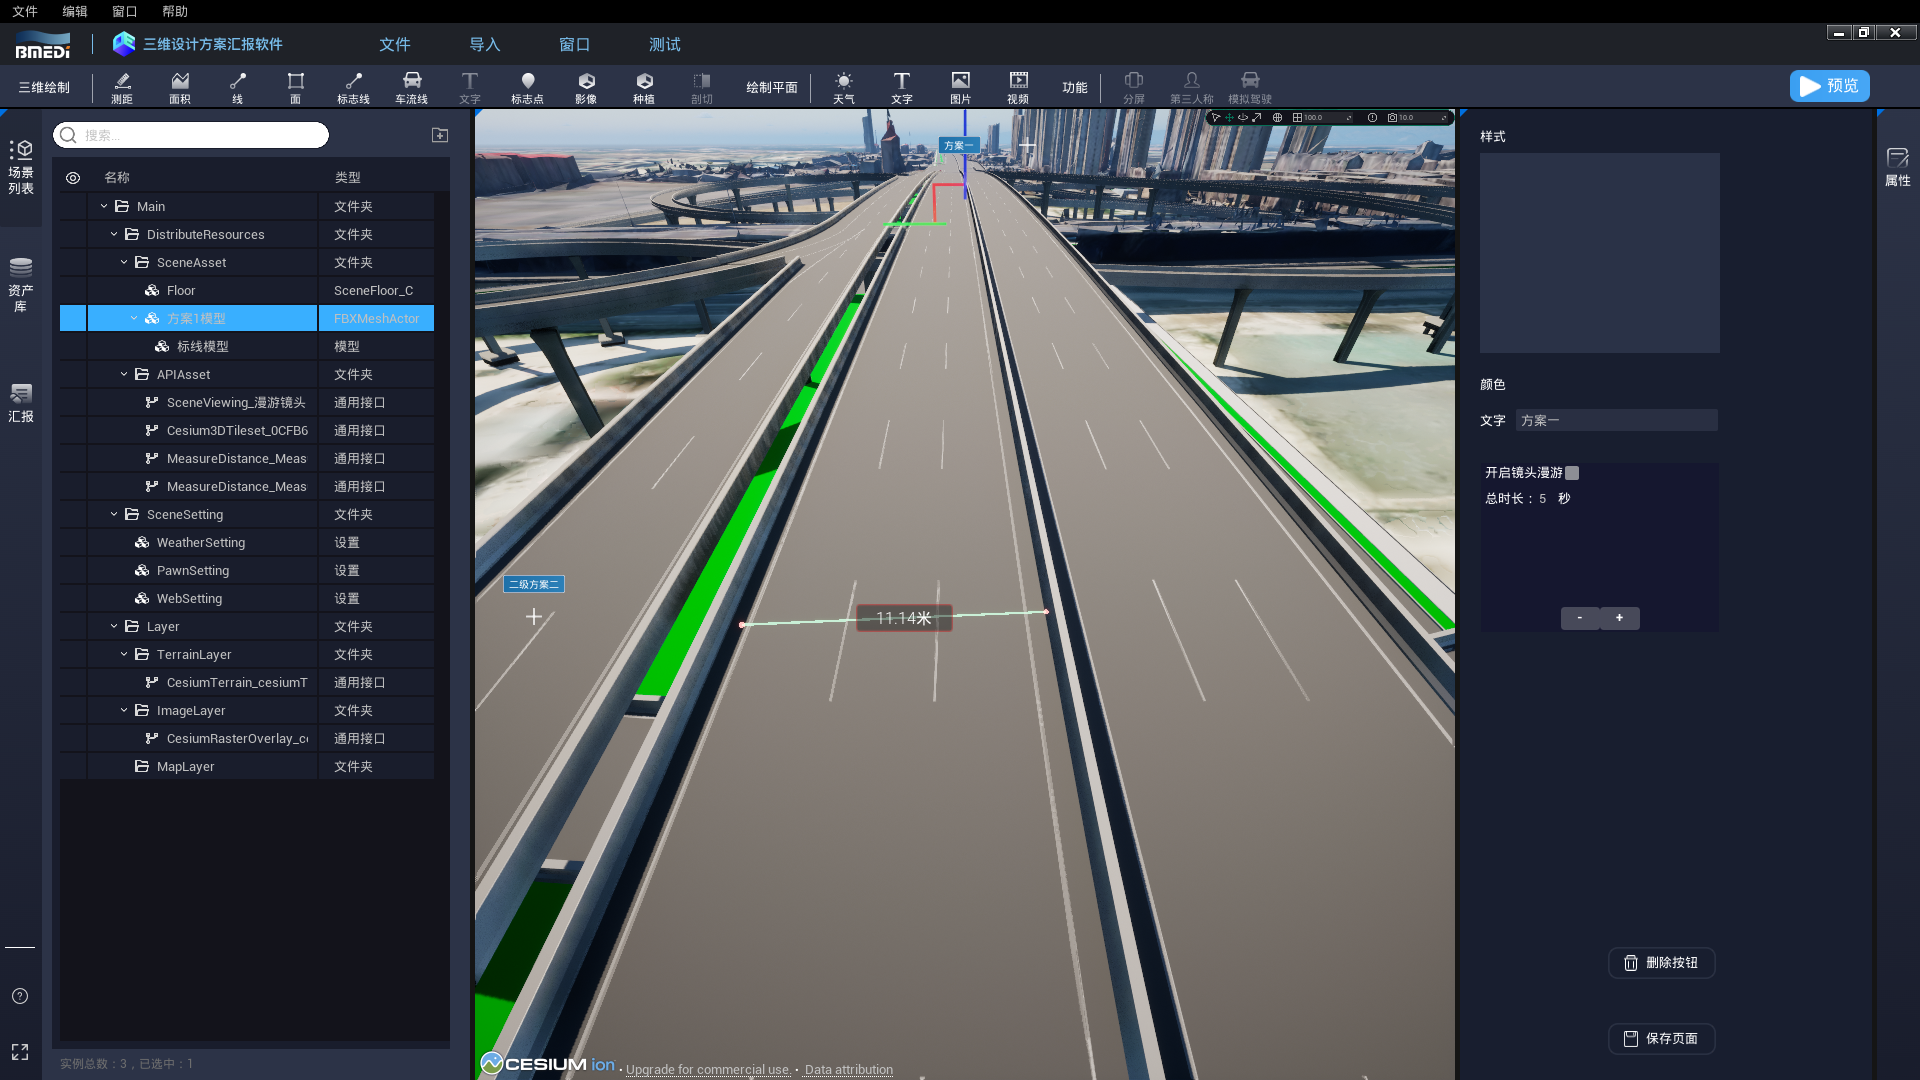 文件 编辑 窗口 帮助
BMEDi 三维设计方案汇报软件 文件 导入 窗口 测试
三维绘制 测距 面积 线 面 标志线 车流线 文字 标志点 影像 种植 剖切 绘制平面 天气 文字 图片 视频 功能 分屏 第三人称 模拟驾驶 预览
搜索...
场景列表
资产库
汇报
名称 类型
Main 文件夹
DistributeResources 文件夹
SceneAsset 文件夹
Floor SceneFloor_C
方案1模型 FBXMeshActor
标线模型 模型
APIAsset 文件夹
SceneViewing_漫游镜头 通用接口
Cesium3DTileset_0CFB6 通用接口
MeasureDistance_Meas 通用接口
MeasureDistance_Meas 通用接口
SceneSetting 文件夹
WeatherSetting 设置
PawnSetting 设置
WebSetting 设置
Layer 文件夹
TerrainLayer 文件夹
CesiumTerrain_cesiumT 通用接口
ImageLayer 文件夹
CesiumRasterOverlay_ce 通用接口
MapLayer 文件夹
实例总数：3，已选中：1
100.0 10.0
方案一
二级方案二
11.14米
CESIUM ion · Upgrade for commercial use. · Data attribution
样式
颜色
文字 方案一
开启镜头漫游
总时长：5 秒
- +
删除按钮
保存页面
属性